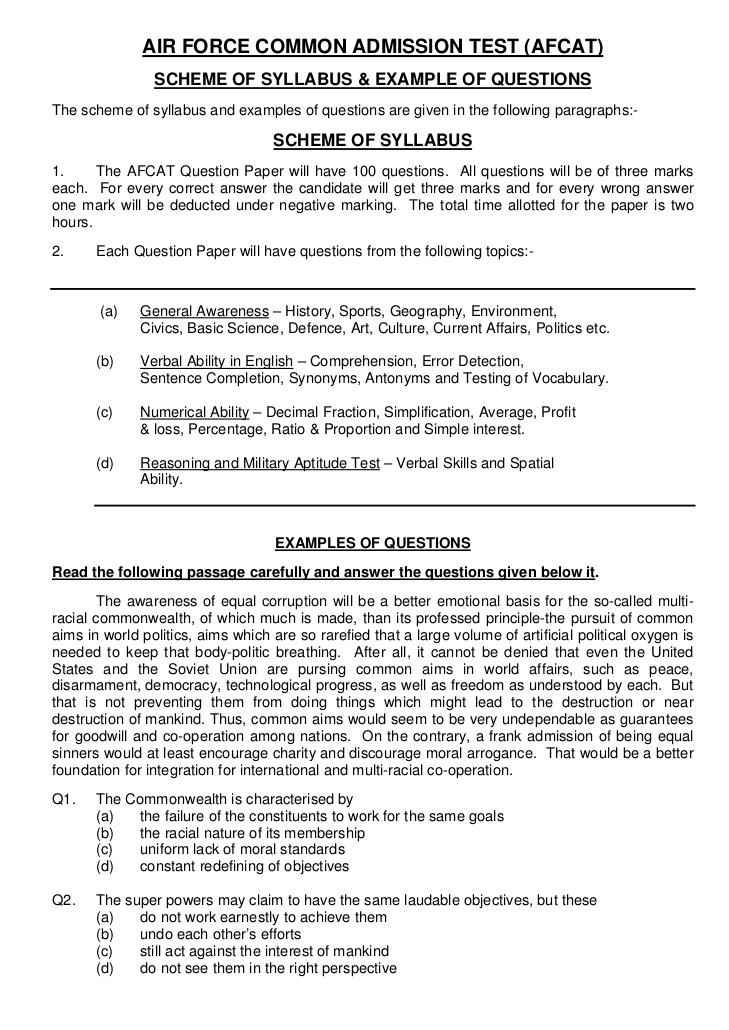 AIR FORCE COMMON ADMISSION TEST (AFCAT)
SCHEME OF SYLLABUS & EXAMPLE OF QUESTIONS
The scheme of syllabus and examples of questions are given in the following paragraphs:-
SCHEME OF SYLLABUS
1. The AFCAT Question Paper will have 100 questions. All questions will be of three marks
each. For every correct answer the candidate will get three marks and for every wrong answer
one mark will be deducted under negative marking. The total time allotted for the paper is two
hours.
2. Each Question Paper will have questions from the following topics:-
(a) General Awareness – History, Sports, Geography, Environment,
Civics, Basic Science, Defence, Art, Culture, Current Affairs, Politics etc.
(b) Verbal Ability in English – Comprehension, Error Detection,
Sentence Completion, Synonyms, Antonyms and Testing of Vocabulary.
(c) Numerical Ability – Decimal Fraction, Simplification, Average, Profit
& loss, Percentage, Ratio & Proportion and Simple interest.
(d) Reasoning and Military Aptitude Test – Verbal Skills and Spatial
Ability.
EXAMPLES OF QUESTIONS
Read the following passage carefully and answer the questions given below it.
The awareness of equal corruption will be a better emotional basis for the so-called multi-
racial commonwealth, of which much is made, than its professed principle-the pursuit of common
aims in world politics, aims which are so rarefied that a large volume of artificial political oxygen is
needed to keep that body-politic breathing. After all, it cannot be denied that even the United
States and the Soviet Union are pursing common aims in world affairs, such as peace,
disarmament, democracy, technological progress, as well as freedom as understood by each. But
that is not preventing them from doing things which might lead to the destruction or near
destruction of mankind. Thus, common aims would seem to be very undependable as guarantees
for goodwill and co-operation among nations. On the contrary, a frank admission of being equal
sinners would at least encourage charity and discourage moral arrogance. That would be a better
foundation for integration for international and multi-racial co-operation.
Q1. The Commonwealth is characterised by
(a) the failure of the constituents to work for the same goals
(b) the racial nature of its membership
(c) uniform lack of moral standards
(d) constant redefining of objectives
Q2. The super powers may claim to have the same laudable objectives, but these
(a) do not work earnestly to achieve them
(b) undo each other's efforts
(c) still act against the interest of mankind
(d) do not see them in the right perspective